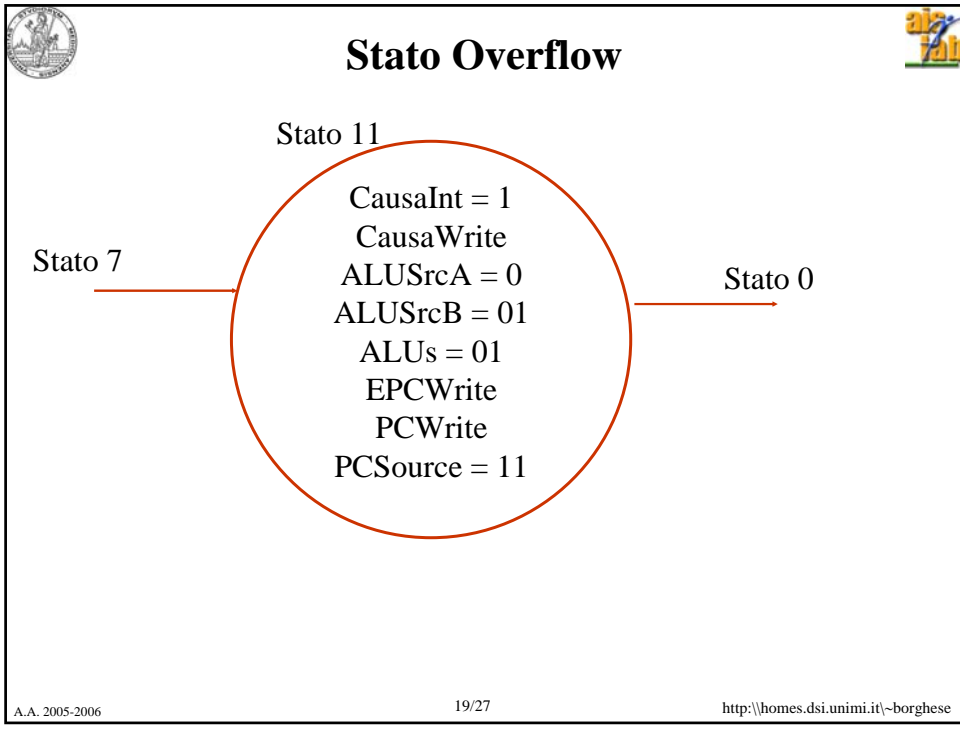 Stato Overflow
Stato 11
CausaInt = 1
CausaWrite
ALUSrcA = 0
ALUSrcB = 01
ALUs = 01
EPCWrite
PCWrite
PCSource = 11
Stato 7
Stato 0
A.A. 2005-2006
19/27
http:\\homes.dsi.unimi.it\~borghese